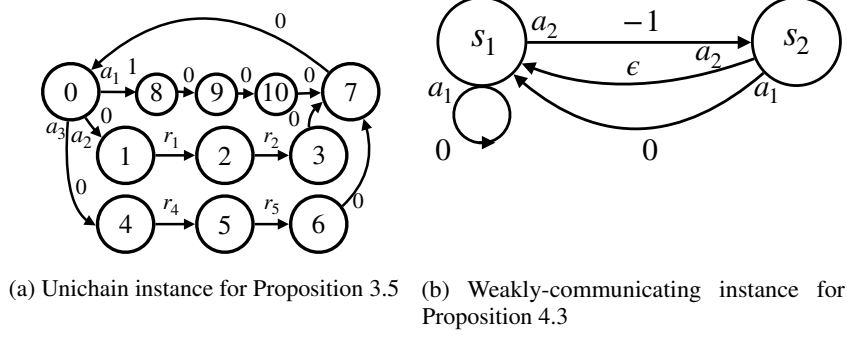 0
0 a₁ 1 8 0 9 0 10 0 7
a₃ a₂ 0 1 r₁ 2 r₂ 3 0
0 4 r₄ 5 r₅ 6 0
(a) Unichain instance for Proposition 3.5
s₁ a₂ −1 a₂ s₂
ϵ
a₁ a₁
0 0
(b) Weakly-communicating instance for
Proposition 4.3